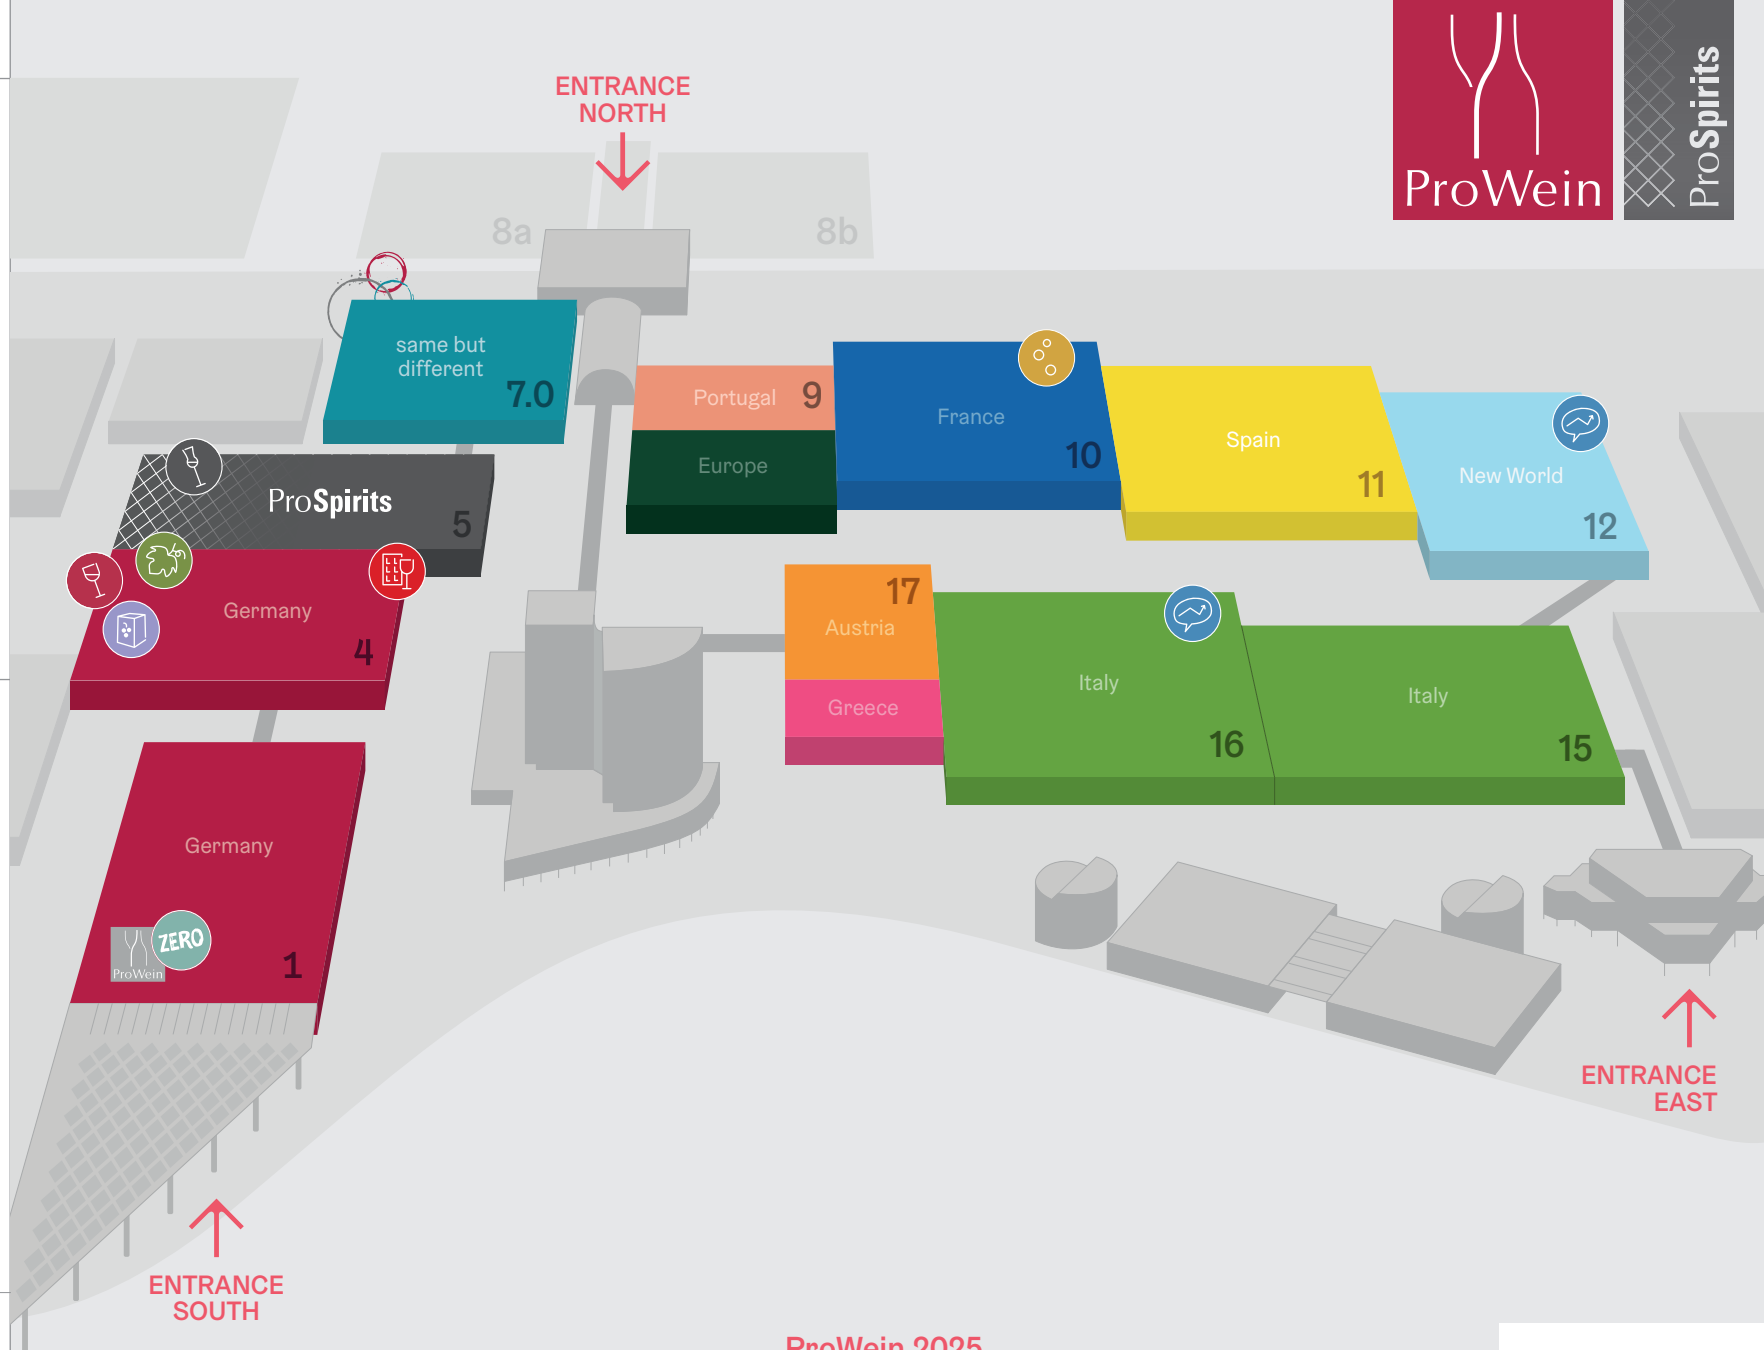 ProWein
ProSpirits
ENTRANCE
NORTH
8a
8b
same but
different
7.0
Portugal
9
Europe
France
10
Spain
11
New World
12
ProSpirits
5
Germany
4
17
Austria
Greece
Italy
16
Italy
15
Germany
ProWein
ZERO
1
ENTRANCE
EAST
ENTRANCE
SOUTH
ProWein 2025